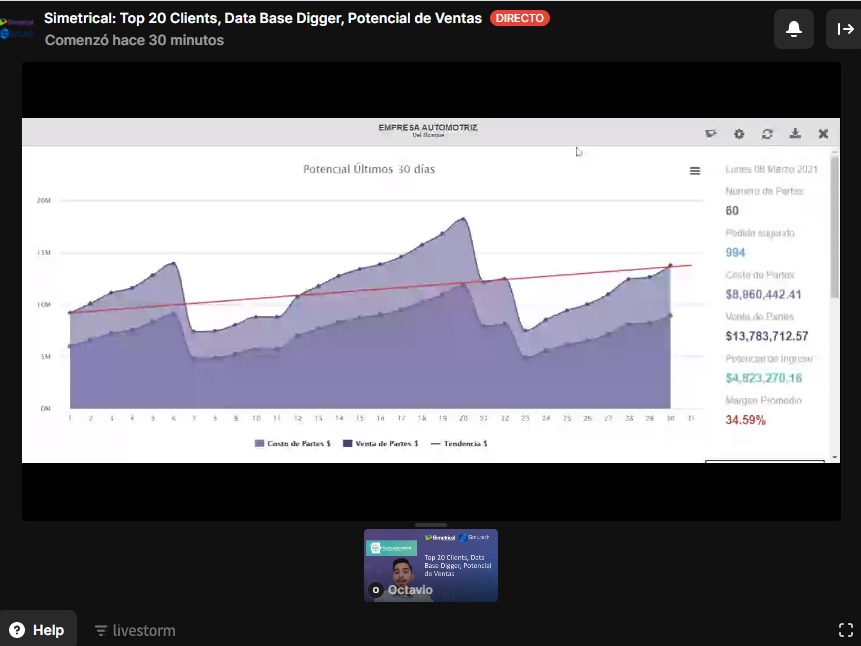 Simetrical: Top 20 Clients, Data Base Digger, Potencial de Ventas DIRECTO
Comenzó hace 30 minutos
EMPRESA AUTOMOTRIZ
Del Bosque
Potencial Últimos 30 días
20M
15M
10M
5M
0M
1 2 3 4 5 6 7 8 9 10 11 12 13 14 15 16 17 18 19 20 21 22 23 24 25 26 27 28 29 30 31
Costo de Partes $ Venta de Partes $ Tendencia $
Lunes 08 Marzo 2021
Número de Partes
60
Pedido sugerido
994
Costo de Partes
$8,960,442.41
Venta de Partes
$13,783,712.57
Potencial de Ingreso
$4,823,270.16
Margen Promedio
34.59%
Simetrical
Top 20 Clients, Data
Base Digger, Potencial
de Ventas
Octavio
Help
livestorm